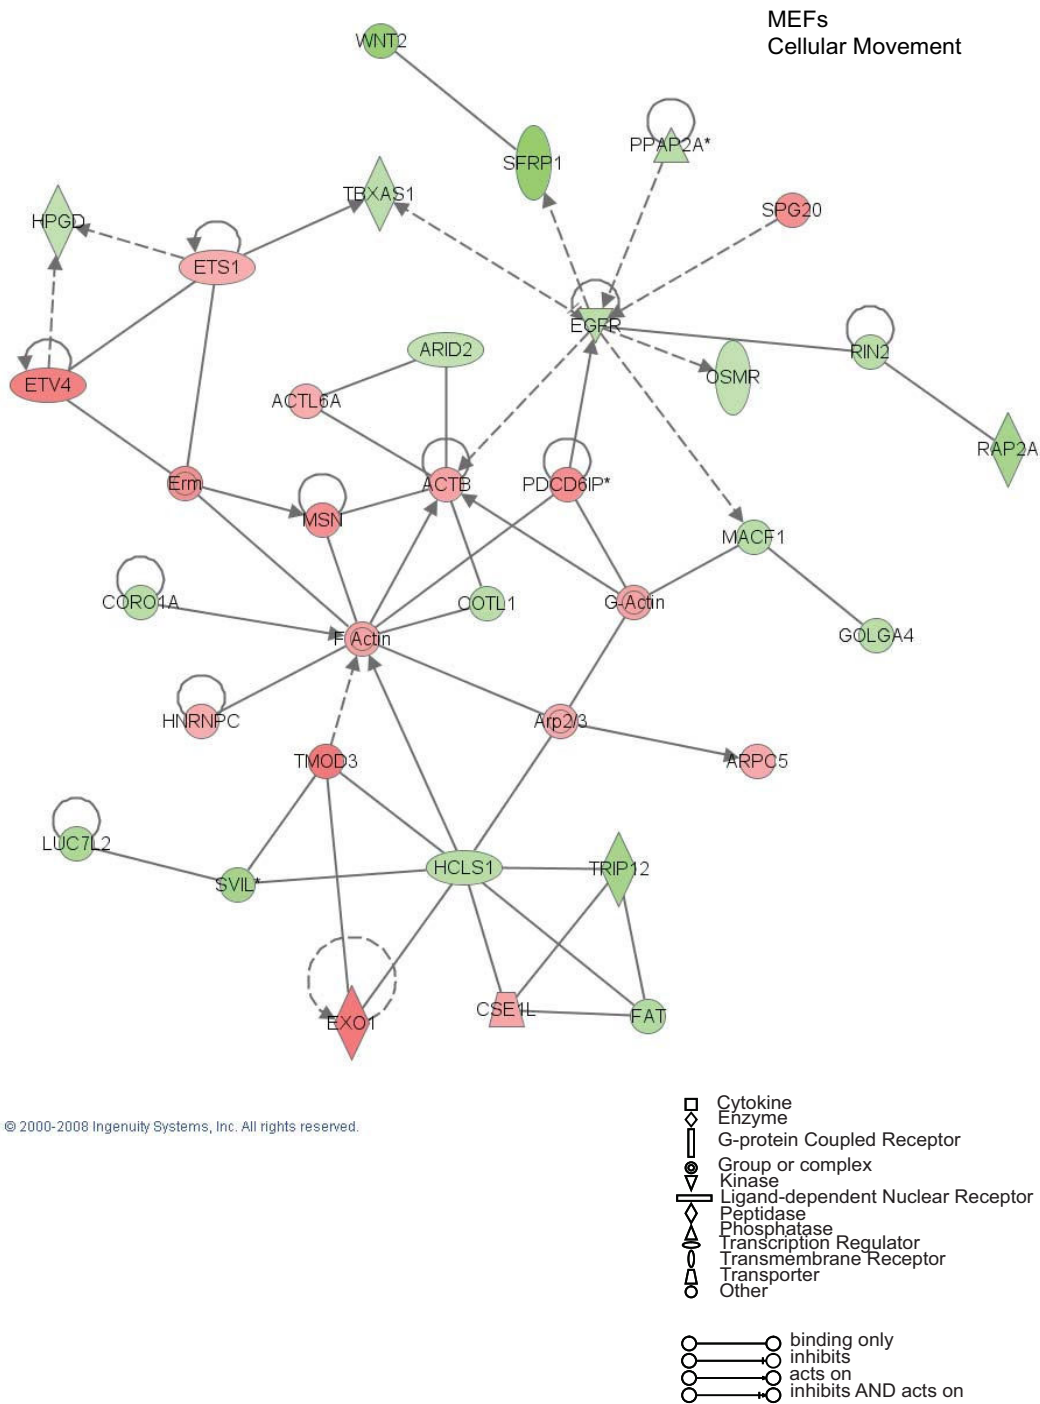 MEFs
Cellular Movement
WNT2
SFRP1
PPAP2A*
TBXAS1
HPGD
SPG20
ETS1
EGFR
ARID2
RIN2
OSMR
ETV4
ACTL6A
RAP2A
Erm
ACTB
PDCD6IP*
MSN
MACF1
CORO1A
COTL1
G-Actin
F Actin
GOLGA4
HNRNPC
Arp2/3
TMOD3
ARPC5
LUC7L2
HCLS1
TRIP12
SVIL*
EXO1
CSE1L
FAT
© 2000-2008 Ingenuity Systems, Inc. All rights reserved.
Cytokine
Enzyme
G-protein Coupled Receptor
Group or complex
Kinase
Ligand-dependent Nuclear Receptor
Peptidase
Phosphatase
Transcription Regulator
Transmembrane Receptor
Transporter
Other
binding only
inhibits
acts on
inhibits AND acts on